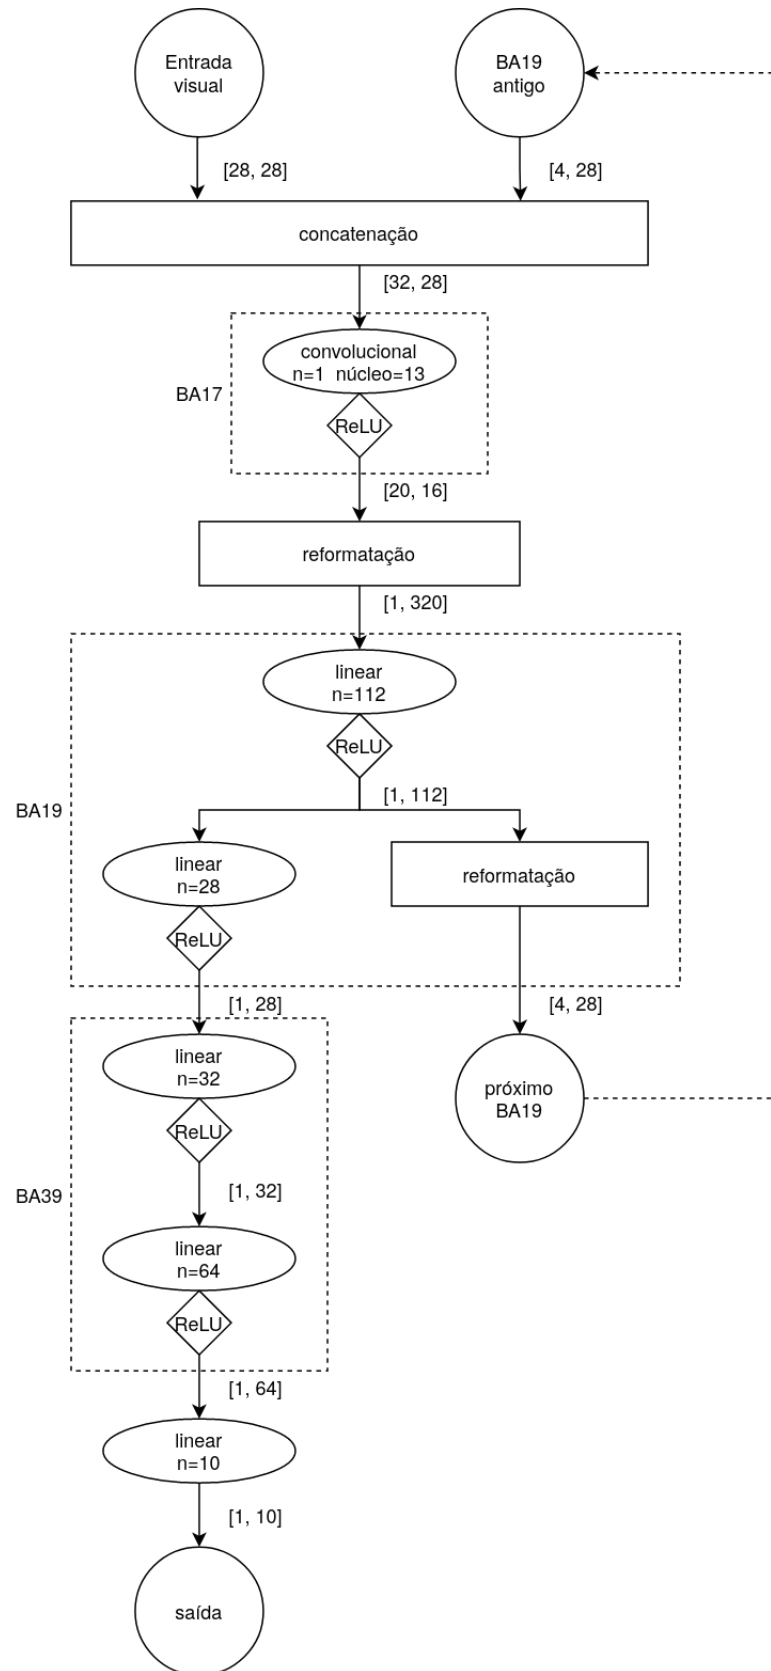 Entrada
visual
BA19
antigo
[28, 28]
[4, 28]
concatenação
[32, 28]
convolucional
n=1 núcleo=13
BA17
ReLU
[20, 16]
reformatação
[1, 320]
linear
n=112
ReLU
[1, 112]
BA19
linear
n=28
reformatação
ReLU
[1, 28]
[4, 28]
linear
n=32
próximo
BA19
ReLU
[1, 32]
BA39
linear
n=64
ReLU
[1, 64]
linear
n=10
[1, 10]
saída